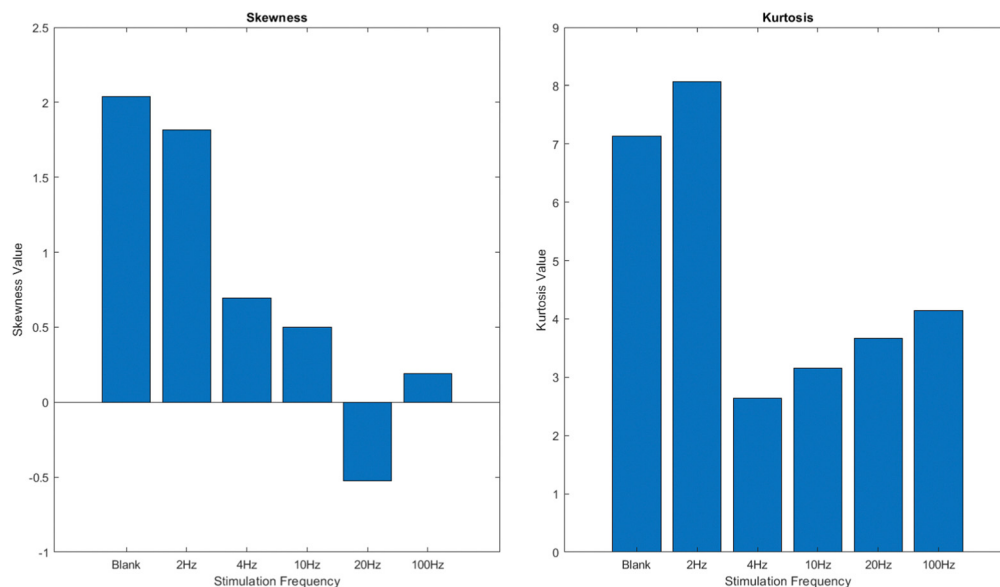 Skewness
2.5
2
1.5
1
0.5
0
-0.5
-1
Skewness Value
Blank 2Hz 4Hz 10Hz 20Hz 100Hz
Stimulation Frequency
Kurtosis
9
8
7
6
5
4
3
2
1
0
Kurtosis Value
Blank 2Hz 4Hz 10Hz 20Hz 100Hz
Stimulation Frequency